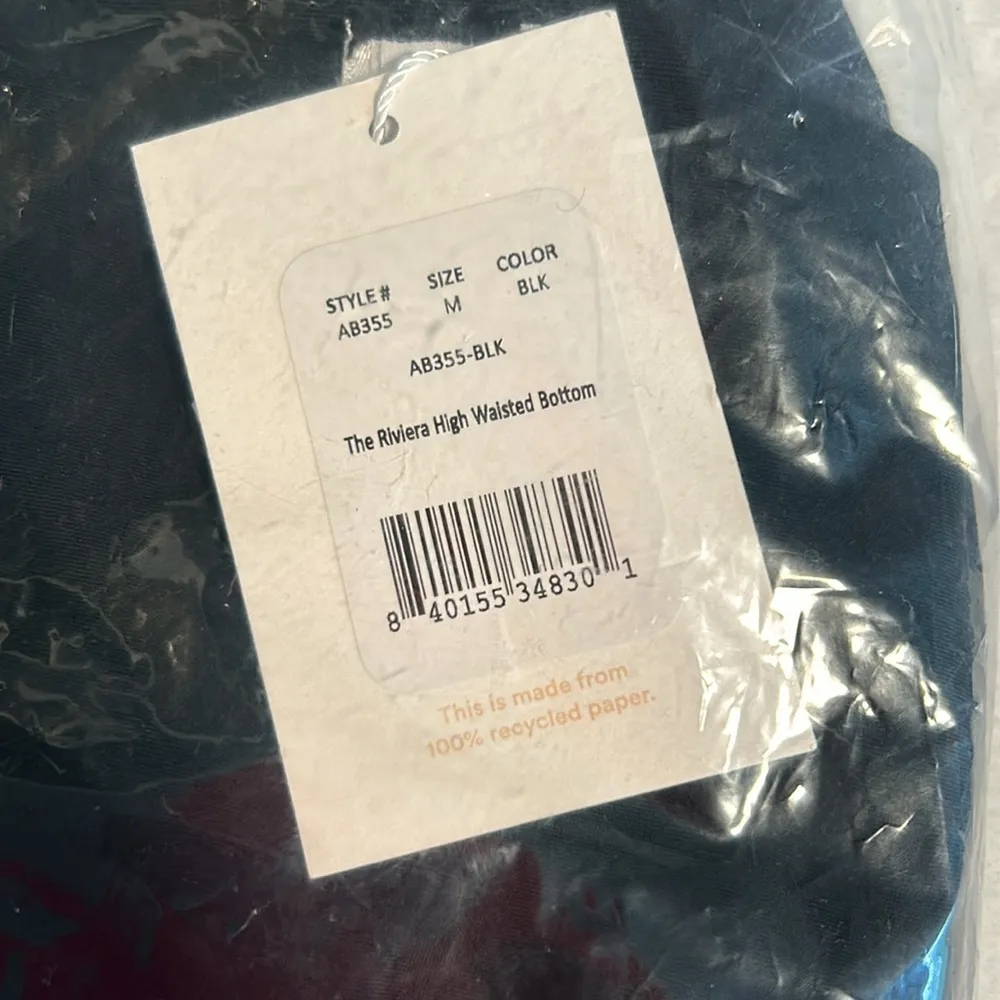 STYLE # SIZE COLOR
AB355 M BLK
AB355-BLK
The Riviera High Waisted Bottom
8 40155 34830 1
This is made from
100% recycled paper.